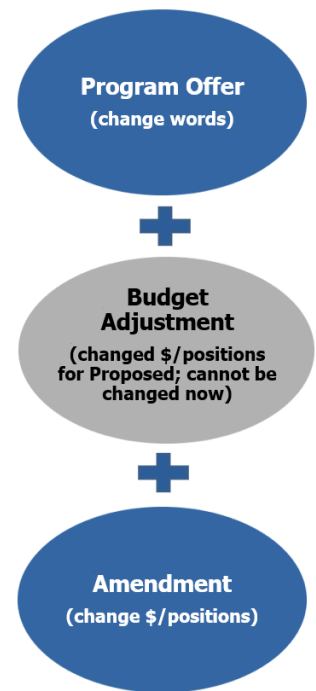 Program Offer
(change words)
Budget
Adjustment
(changed $/positions
for Proposed; cannot be
changed now)
Amendment
(change $/positions)